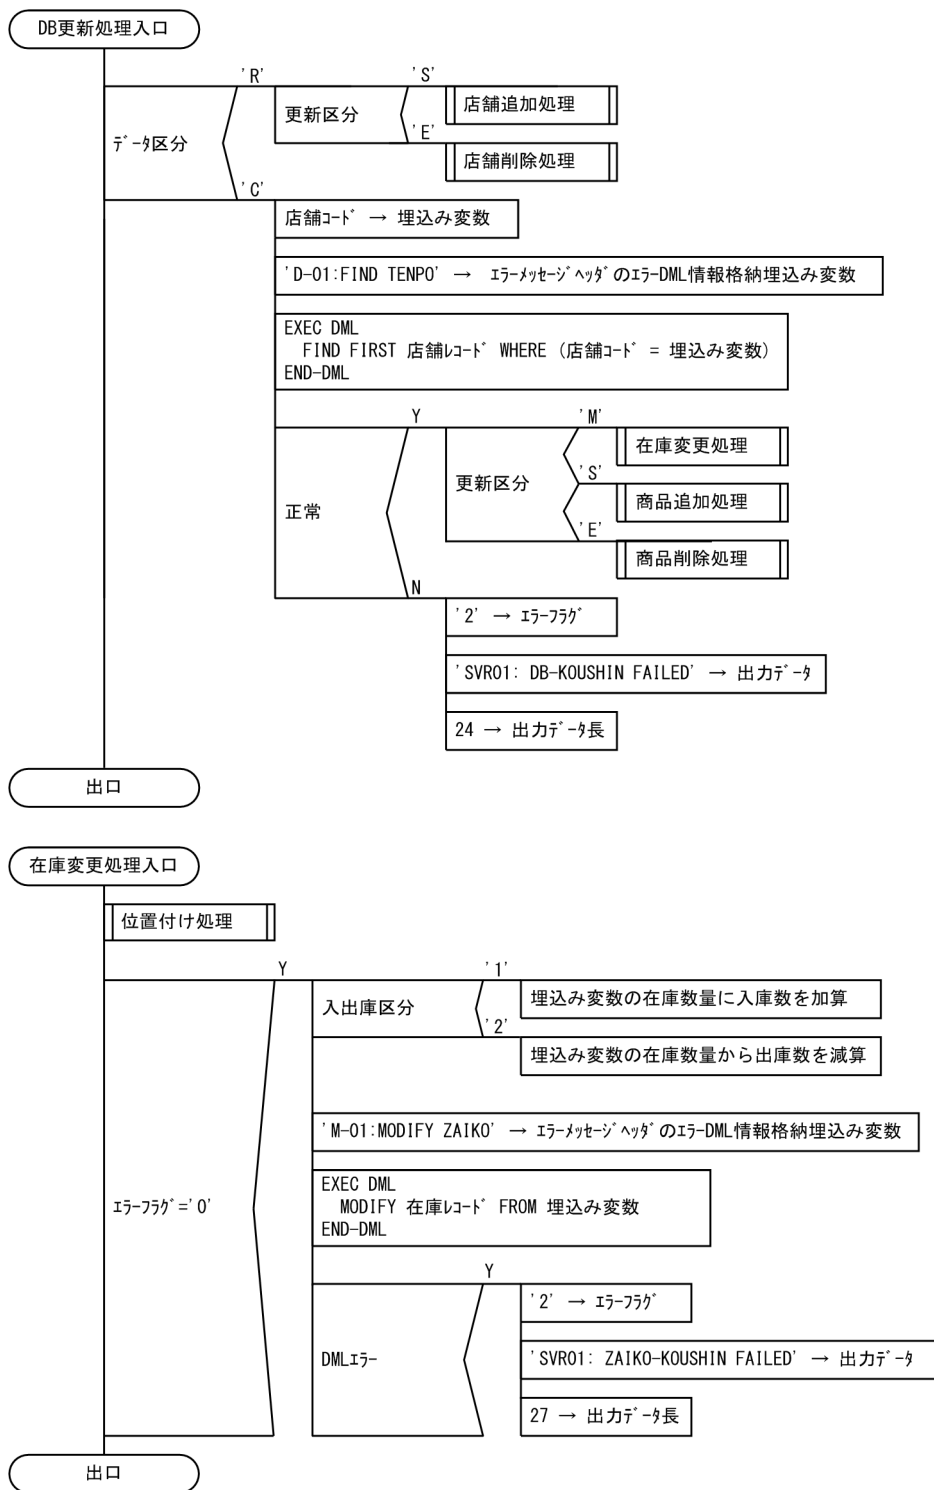 DB更新処理入口
'R'
'S'
店舗追加処理
更新区分
'E'
データ区分
店舗削除処理
'C'
店舗コード → 埋込み変数
'D-01:FIND TENPO' → エラーメッセージヘッダのエラーDML情報格納埋込み変数
EXEC DML
FIND FIRST 店舗レコード WHERE (店舗コード = 埋込み変数)
END-DML
Y
'M'
在庫変更処理
'S'
更新区分
正常
商品追加処理
'E'
商品削除処理
N
'2' → エラーフラグ
'SVR01: DB-KOUSHIN FAILED' → 出力データ
24 → 出力データ長
出口
在庫変更処理入口
位置付け処理
Y
'1'
入出庫区分
埋込み変数の在庫数量に入庫数を加算
'2'
埋込み変数の在庫数量から出庫数を減算
'M-01:MODIFY ZAIKO' → エラーメッセージヘッダのエラーDML情報格納埋込み変数
エラーフラグ='0'
EXEC DML
MODIFY 在庫レコード FROM 埋込み変数
END-DML
Y
'2' → エラーフラグ
DMLエラー
'SVR01: ZAIKO-KOUSHIN FAILED' → 出力データ
27 → 出力データ長
出口